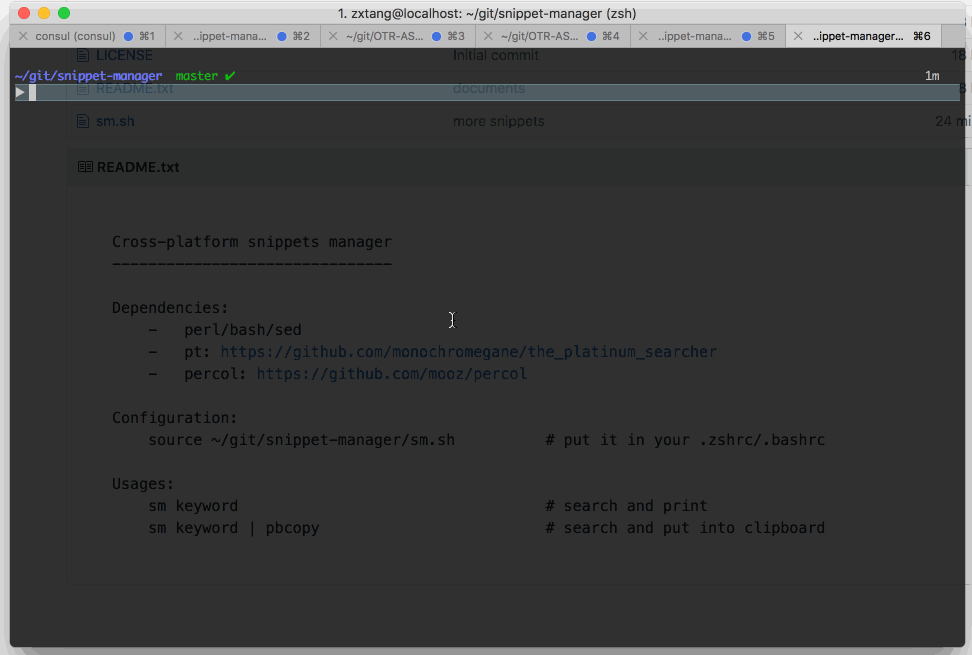 1. zxtang@localhost: ~/git/snippet-manager (zsh)
consul (consul) ⌘1 ..ippet-mana... ⌘2 ~/git/OTR-AS... ⌘3 ~/git/OTR-AS... ⌘4 ..ippet-mana... ⌘5 ..ippet-manager... ⌘6
LICENSE Initial commit 18
~/git/snippet-manager master ✔ 1m
README.txt documents 8
sm.sh more snippets 24 mi
README.txt
Cross-platform snippets manager
-------------------------------
Dependencies:
- perl/bash/sed
- pt: https://github.com/monochromegane/the_platinum_searcher
- percol: https://github.com/mooz/percol
Configuration:
source ~/git/snippet-manager/sm.sh # put it in your .zshrc/.bashrc
Usages:
sm keyword # search and print
sm keyword | pbcopy # search and put into clipboard